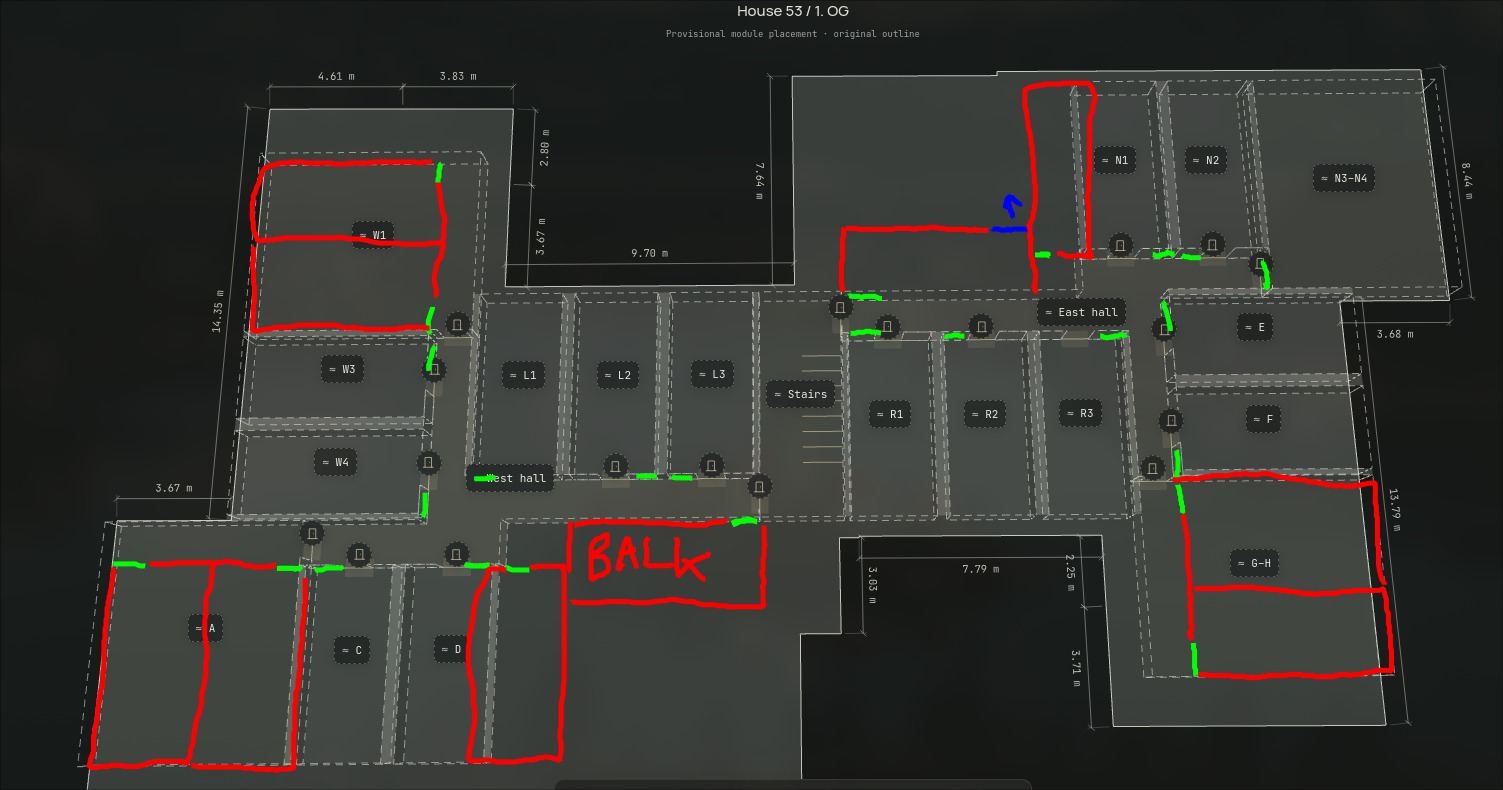 House 53 / 1. OG
Provisional module placement · original outline
4.61 m
3.83 m
2.80 m
7.64 m
≈ N1
≈ N2
≈ N3–N4
8.44 m
≈ W1
3.67 m
9.70 m
14.35 m
≈ East hall
≈ E
3.68 m
≈ W3
≈ L1
≈ L2
≈ L3
≈ Stairs
≈ R1
≈ R2
≈ R3
≈ F
≈ W4
West hall
3.67 m
13.79 m
BALK
3.03 m
7.79 m
2.25 m
≈ G–H
≈ A
≈ C
≈ D
3.71 m